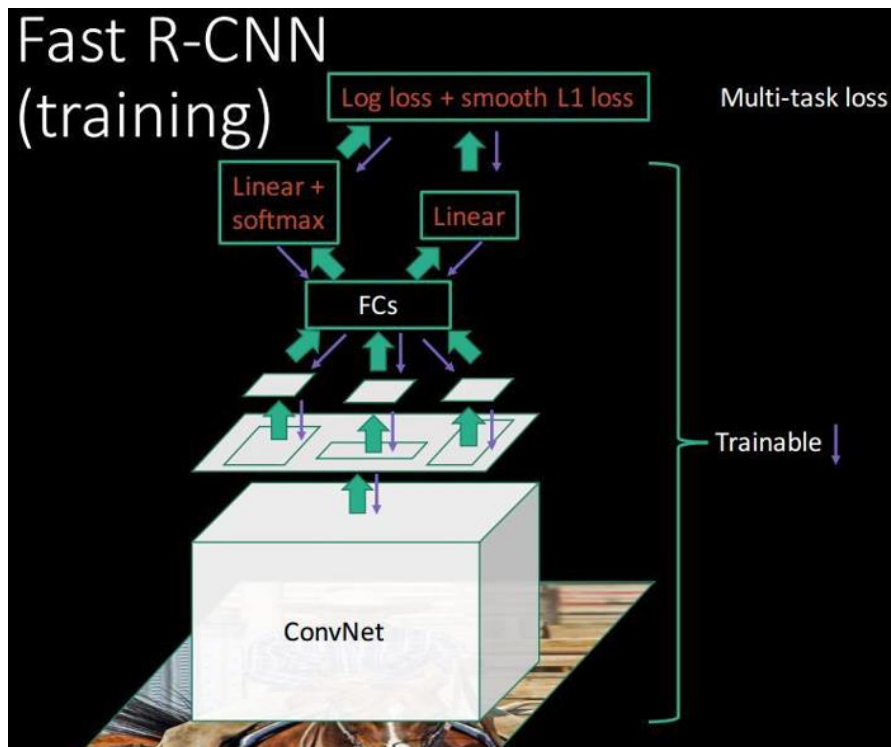 Fast R-CNN
(training)
Log loss + smooth L1 loss
Multi-task loss
Linear +
softmax
Linear
FCs
Trainable
ConvNet